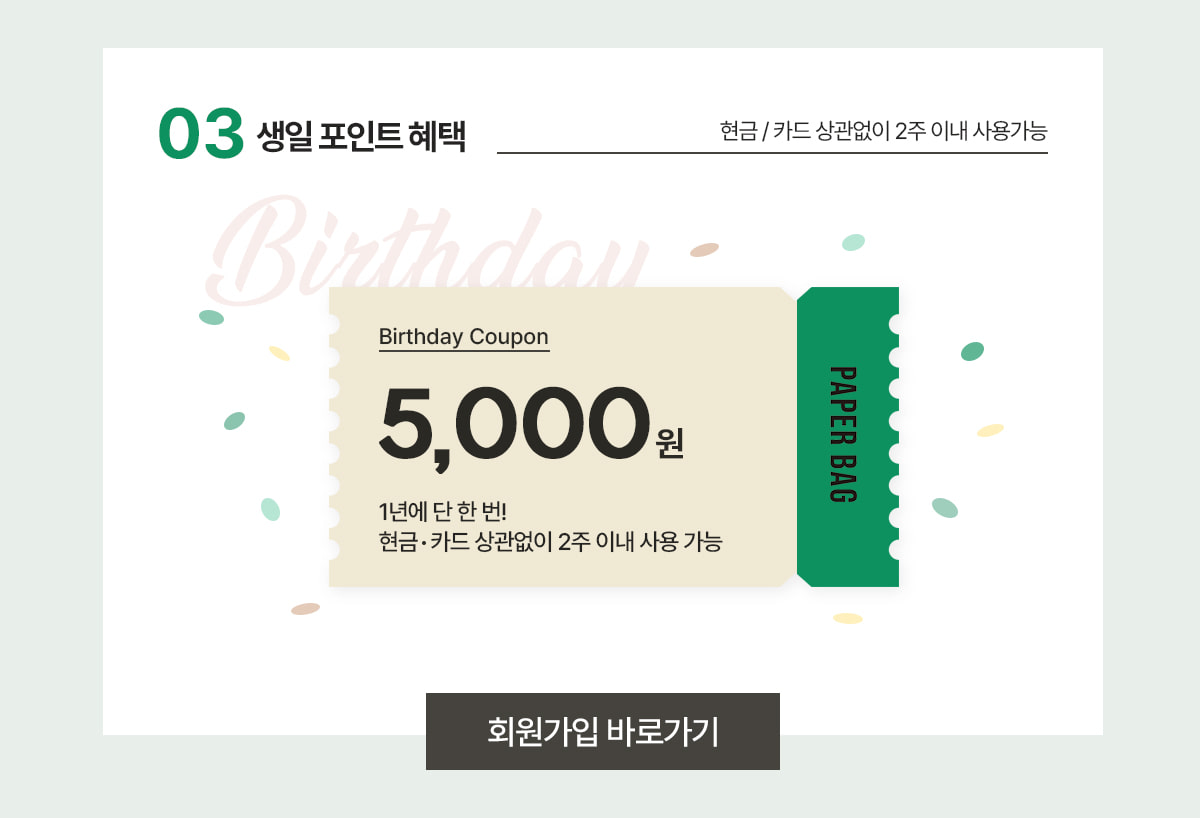 03 생일 포인트 혜택
현금 / 카드 상관없이 2주 이내 사용가능
Birthday
Birthday Coupon
5,000원
1년에 단 한 번!
현금·카드 상관없이 2주 이내 사용 가능
PAPER BAG
회원가입 바로가기